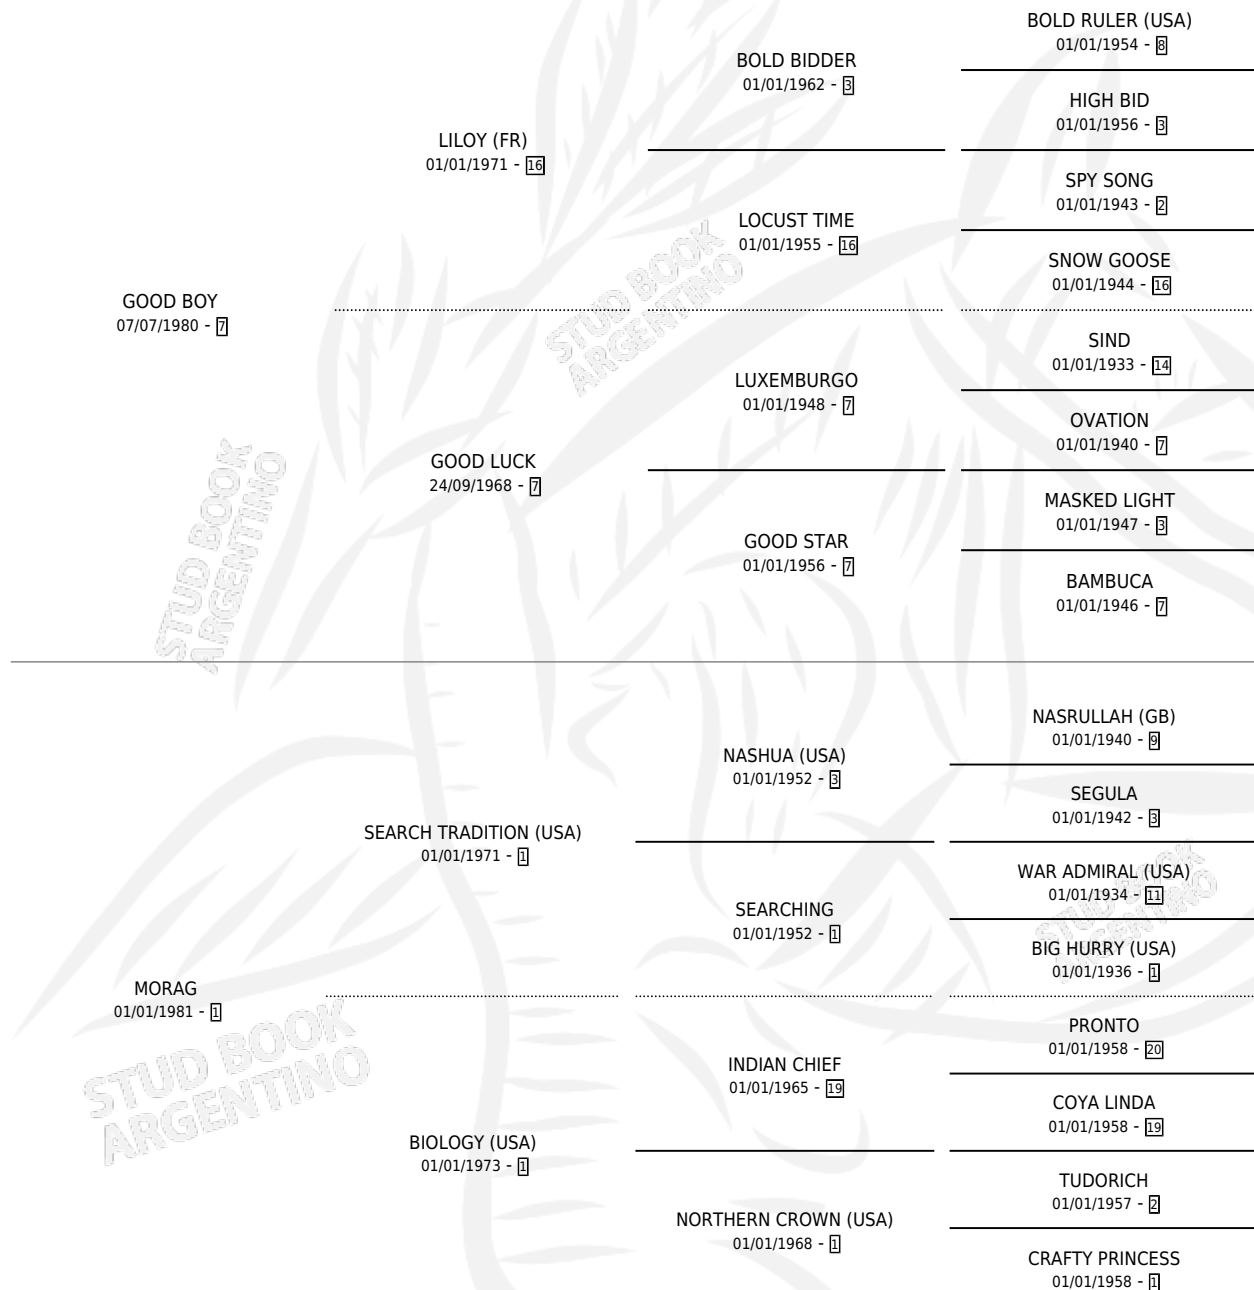 BOLD RULER (USA)
01/01/1954 - 8
BOLD BIDDER
01/01/1962 - 3
HIGH BID
01/01/1956 - 3
LILOY (FR)
01/01/1971 - 16
SPY SONG
01/01/1943 - 2
LOCUST TIME
01/01/1955 - 16
SNOW GOOSE
01/01/1944 - 16
GOOD BOY
07/07/1980 - 7
SIND
01/01/1933 - 14
LUXEMBURGO
01/01/1948 - 7
OVATION
01/01/1940 - 7
GOOD LUCK
24/09/1968 - 7
MASKED LIGHT
01/01/1947 - 3
GOOD STAR
01/01/1956 - 7
BAMBUCA
01/01/1946 - 7
NASRULLAH (GB)
01/01/1940 - 9
NASHUA (USA)
01/01/1952 - 3
SEGULA
01/01/1942 - 3
SEARCH TRADITION (USA)
01/01/1971 - 1
WAR ADMIRAL (USA)
01/01/1934 - 11
SEARCHING
01/01/1952 - 1
BIG HURRY (USA)
01/01/1936 - 1
MORAG
01/01/1981 - 1
PRONTO
01/01/1958 - 20
INDIAN CHIEF
01/01/1965 - 19
COYA LINDA
01/01/1958 - 19
BIOLOGY (USA)
01/01/1973 - 1
TUDORICH
01/01/1957 - 2
NORTHERN CROWN (USA)
01/01/1968 - 1
CRAFTY PRINCESS
01/01/1958 - 1
STUD BOOK
ARGENTINO
STUD BOOK
ARGENTINO
STUD BOOK
ARGENTINO
STUD BOOK
ARGENTINO